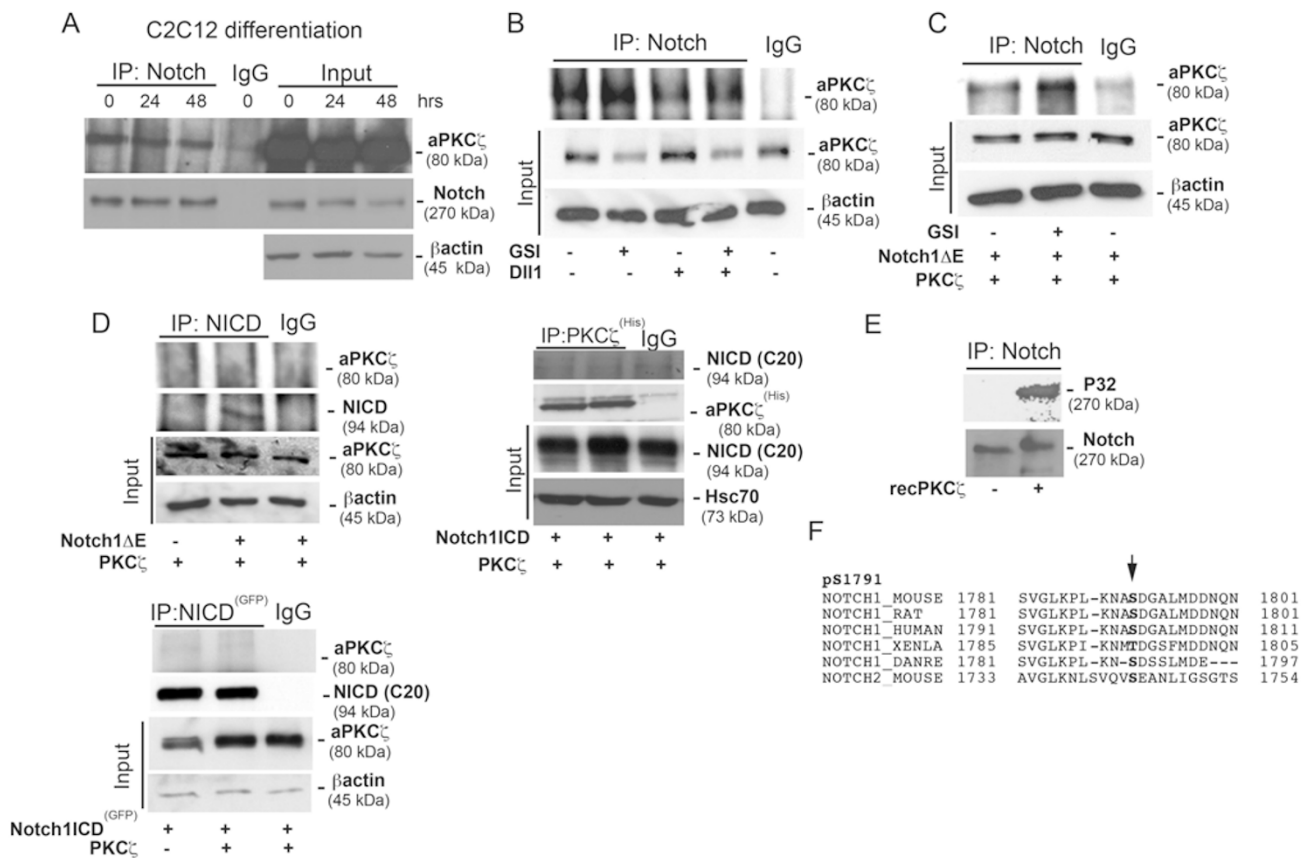 A
C2C12 differentiation
IP: Notch IgG Input
0 24 48 0 0 24 48
hrs
aPKCζ
(80 kDa)
Notch
(270 kDa)
βactin
(45 kDa)
B
IP: Notch IgG
aPKCζ
(80 kDa)
Input
aPKCζ
(80 kDa)
βactin
(45 kDa)
GSI - + - + -
Dll1 - - + + -
C
IP: Notch IgG
aPKCζ
(80 kDa)
Input
aPKCζ
(80 kDa)
βactin
(45 kDa)
GSI - + -
Notch1ΔE + + +
PKCζ + + +
D
IP: NICD IgG
aPKCζ
(80 kDa)
NICD
(94 kDa)
Input
aPKCζ
(80 kDa)
βactin
(45 kDa)
Notch1ΔE - + +
PKCζ + + +
IP:PKCζ(His) IgG
NICD (C20)
(94 kDa)
aPKCζ(His)
(80 kDa)
Input
NICD (C20)
(94 kDa)
Hsc70
(73 kDa)
Notch1ICD + + +
PKCζ + + +
IP:NICD(GFP) IgG
aPKCζ
(80 kDa)
NICD (C20)
(94 kDa)
Input
aPKCζ
(80 kDa)
βactin
(45 kDa)
Notch1ICD(GFP) + + +
PKCζ - + +
E
IP: Notch
P32
(270 kDa)
Notch
(270 kDa)
recPKCζ - +
F
pS1791
NOTCH1_MOUSE 1781 SVGLKPL-KNASDGALMDDNQN 1801
NOTCH1_RAT 1781 SVGLKPL-KNASDGALMDDNQN 1801
NOTCH1_HUMAN 1791 SVGLKPL-KNASDGALMDDNQN 1811
NOTCH1_XENLA 1785 SVGLKPI-KNMTDGSFMDDNQN 1805
NOTCH1_DANRE 1781 SVGLKPL-KN-SDSSLMDE--- 1797
NOTCH2_MOUSE 1733 AVGLKNLSVQVSEANLIGSGTS 1754